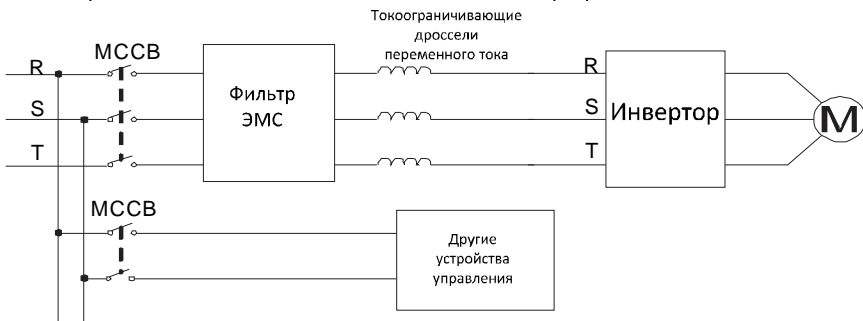 Токоограничивающие
дроссели
переменного тока
MCCB
R
S
T
Фильтр
ЭМС
R
S
T
Инвертор
M
MCCB
Другие
устройства
управления